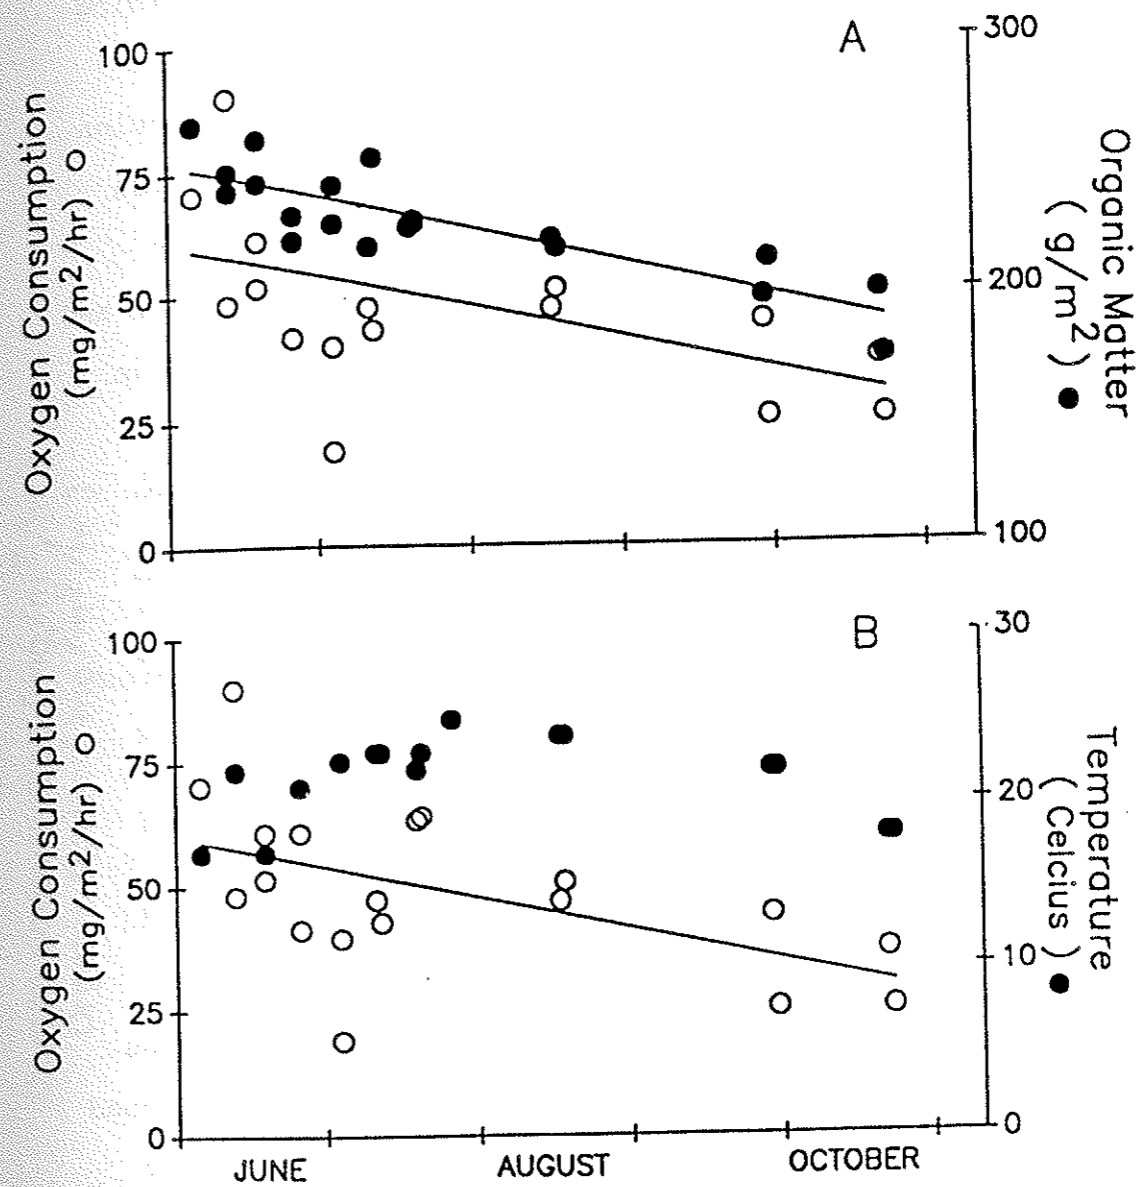 A
100
75
50
25
0
Oxygen Consumption
(mg/m2/hr) O
300
200
100
Organic Matter
( g/m2 ) ●
B
100
75
50
25
0
Oxygen Consumption
(mg/m2/hr) O
30
20
10
0
Temperature
( Celcius ) ●
JUNE AUGUST OCTOBER